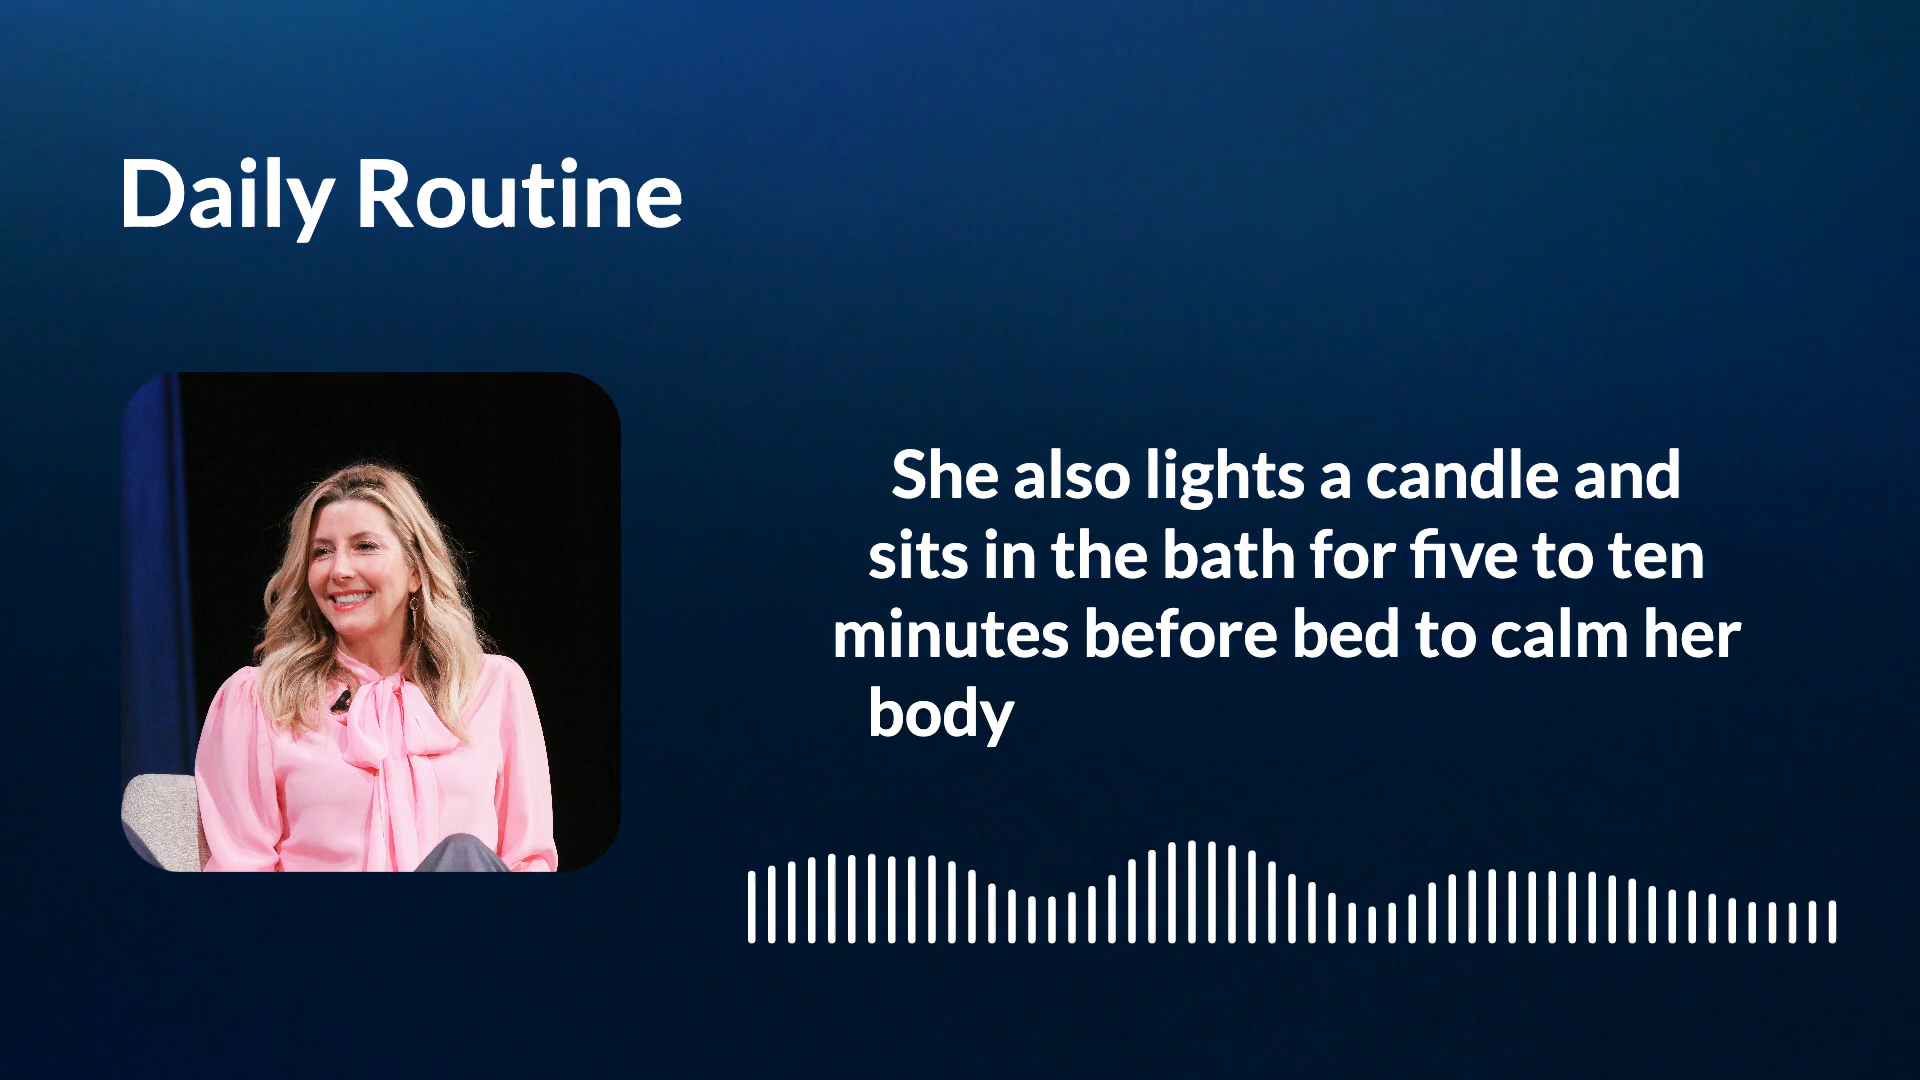 Daily Routine
She also lights a candle and
sits in the bath for five to ten
minutes before bed to calm her
body